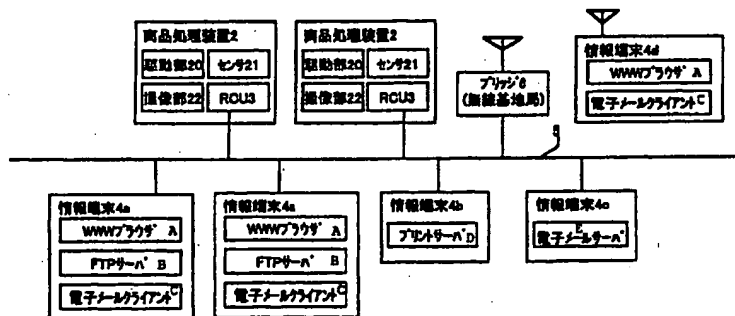 商品処理装置2
駆動部20
センサ21
撮像部22
RCU3
商品処理装置2
駆動部20
センサ21
撮像部22
RCU3
ブリッジ6
(無線基地局)
情報端末4d
WWWブラウザ A
電子メールクライアント C
5
情報端末4a
WWWブラウザ A
FTPサーバ B
電子メールクライアント C
情報端末4a
WWWブラウザ A
FTPサーバ B
電子メールクライアント C
情報端末4b
プリントサーバ D
情報端末4c
電子メールサーバ E